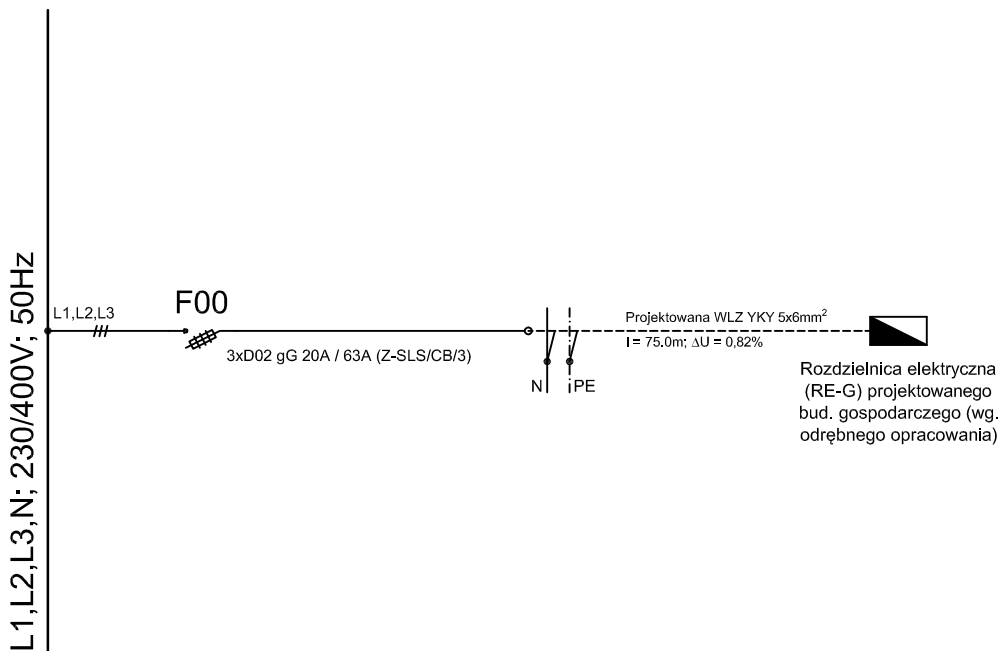 L1,L2,L3,N; 230/400V; 50Hz
L1,L2,L3
F00
3xD02 gG 20A / 63A (Z-SLS/CB/3)
N
PE
Projektowana WLZ YKY 5x6mm²
l = 75.0m; ΔU = 0,82%
Rozdzielnica elektryczna
(RE-G) projektowanego
bud. gospodarczego (wg.
odrębnego opracowania)